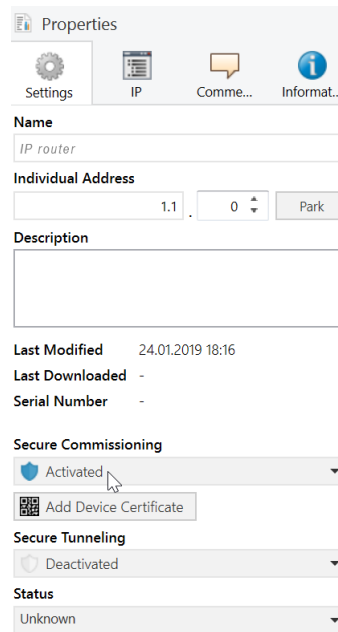 Properties
Settings IP Comme... Informat..
Name
IP router
Individual Address
1.1 . 0 Park
Description
Last Modified 24.01.2019 18:16
Last Downloaded -
Serial Number -
Secure Commissioning
Activated
Add Device Certificate
Secure Tunneling
Deactivated
Status
Unknown